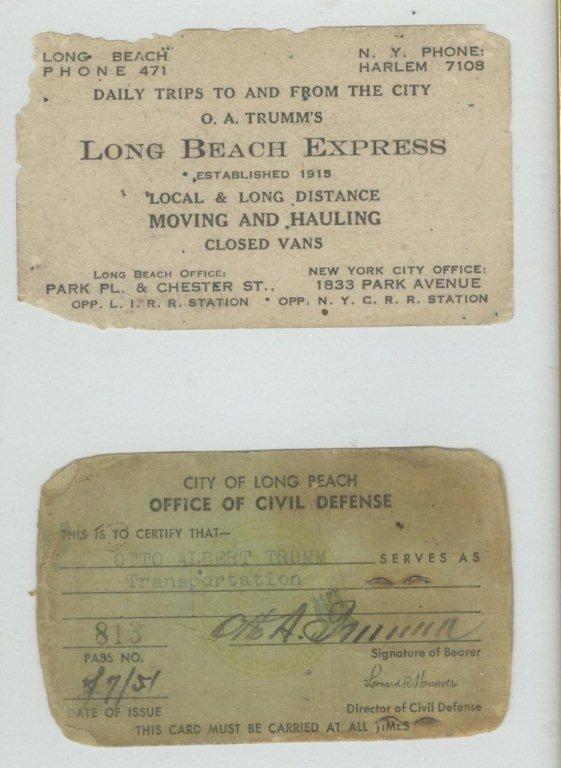 LONG BEACH
PHONE 471
N. Y. PHONE:
HARLEM 7108
DAILY TRIPS TO AND FROM THE CITY
O. A. TRUMM'S
LONG BEACH EXPRESS
ESTABLISHED 1915
LOCAL & LONG DISTANCE
MOVING AND HAULING
CLOSED VANS
LONG BEACH OFFICE:
PARK PL. & CHESTER ST.,
OPP. L. I. R. R. STATION
NEW YORK CITY OFFICE:
1833 PARK AVENUE
OPP. N. Y. C. R. R. STATION
CITY OF LONG BEACH
OFFICE OF CIVIL DEFENSE
THIS IS TO CERTIFY THAT—
OTTO ALBERT TRUMM SERVES AS
Transportation
813
PASS NO.
Otto A. Trumm
Signature of Bearer
/7/51
DATE OF ISSUE
Leonard R. Hanower
Director of Civil Defense
THIS CARD MUST BE CARRIED AT ALL TIMES